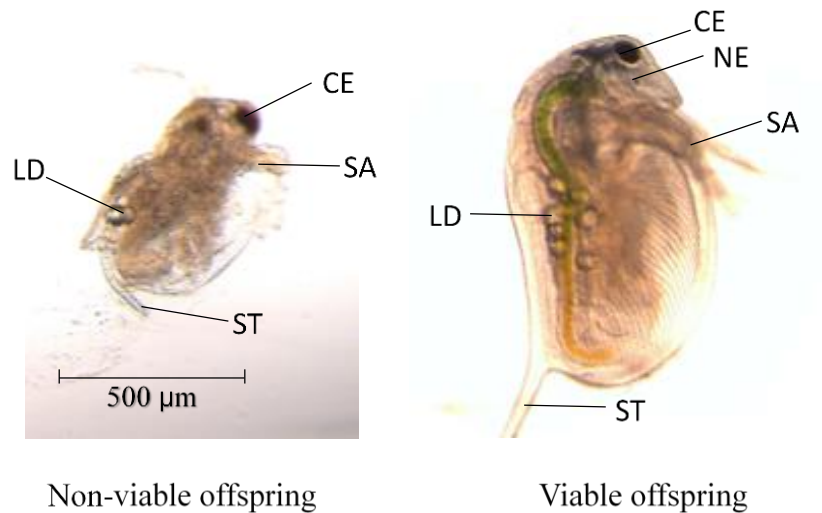 CE
SA
LD
ST
500 µm
Non-viable offspring
CE
NE
SA
LD
ST
Viable offspring